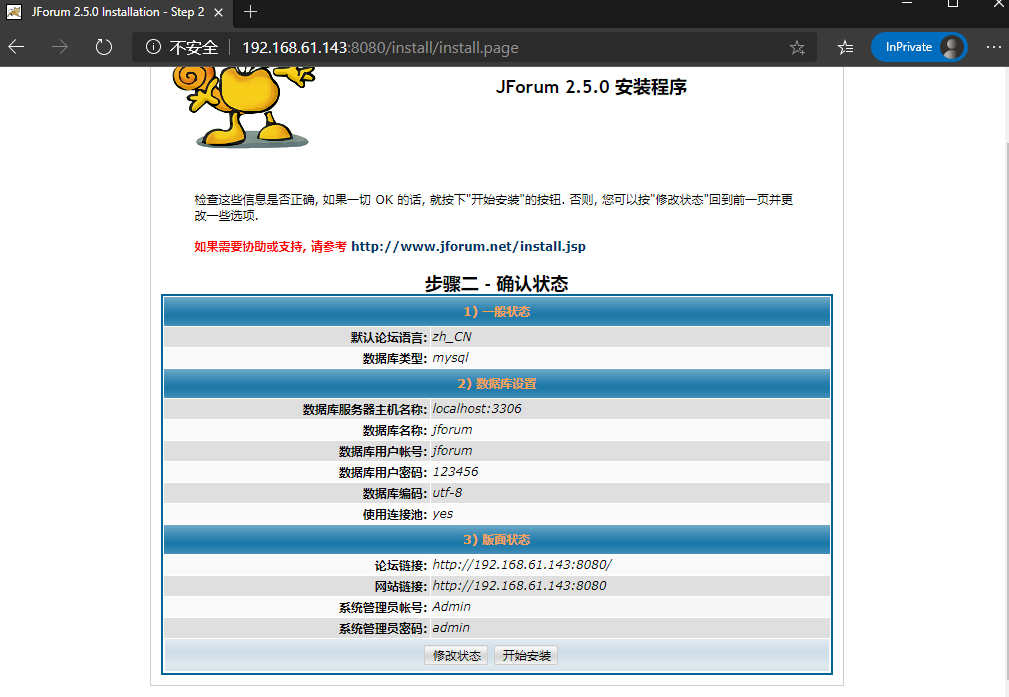 JForum 2.5.0 Installation - Step 2
不安全 192.168.61.143:8080/install/install.page
InPrivate
JForum 2.5.0 安装程序
检查这些信息是否正确, 如果一切 OK 的话, 就按下"开始安装"的按钮. 否则, 您可以按"修改状态"回到前一页并更
改一些选项.
如果需要协助或支持, 请参考 http://www.jforum.net/install.jsp
步骤二 - 确认状态
1) 一般状态
默认论坛语言: zh_CN
数据库类型: mysql
2) 数据库设置
数据库服务器主机名称: localhost:3306
数据库名称: jforum
数据库用户帐号: jforum
数据库用户密码: 123456
数据库编码: utf-8
使用连接池: yes
3) 版面状态
论坛链接: http://192.168.61.143:8080/
网站链接: http://192.168.61.143:8080
系统管理员帐号: Admin
系统管理员密码: admin
修改状态 开始安装